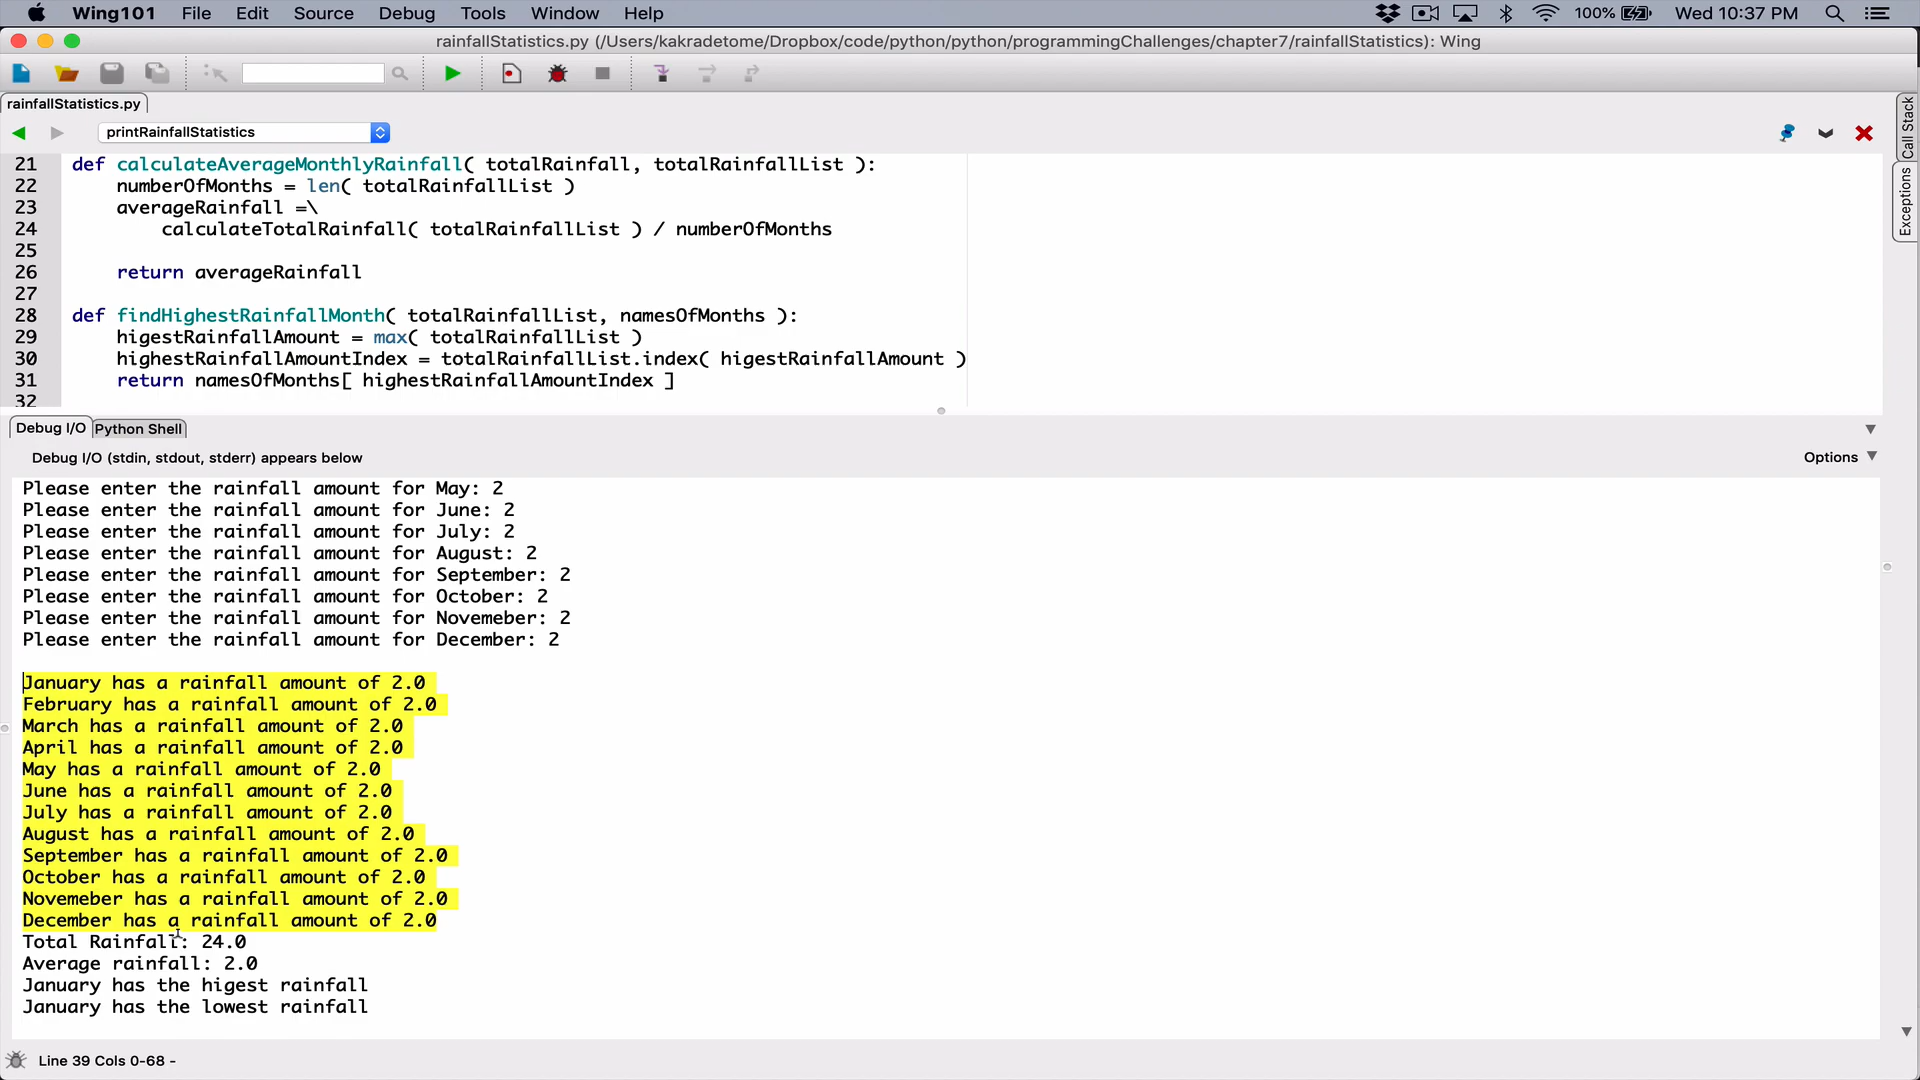 Wing101 File Edit Source Debug Tools Window Help 100% Wed 10:37 PM
rainfallStatistics.py (/Users/kakradetome/Dropbox/code/python/python/programmingChallenges/chapter7/rainfallStatistics): Wing
rainfallStatistics.py
printRainfallStatistics
Call Stack
Exceptions
21 def calculateAverageMonthlyRainfall( totalRainfall, totalRainfallList ):
22 numberOfMonths = len( totalRainfallList )
23 averageRainfall =\
24 calculateTotalRainfall( totalRainfallList ) / numberOfMonths
25
26 return averageRainfall
27
28 def findHighestRainfallMonth( totalRainfallList, namesOfMonths ):
29 higestRainfallAmount = max( totalRainfallList )
30 highestRainfallAmountIndex = totalRainfallList.index( higestRainfallAmount )
31 return namesOfMonths[ highestRainfallAmountIndex ]
32
Debug I/O Python Shell
Debug I/O (stdin, stdout, stderr) appears below Options
Please enter the rainfall amount for May: 2
Please enter the rainfall amount for June: 2
Please enter the rainfall amount for July: 2
Please enter the rainfall amount for August: 2
Please enter the rainfall amount for September: 2
Please enter the rainfall amount for October: 2
Please enter the rainfall amount for Novemeber: 2
Please enter the rainfall amount for December: 2
January has a rainfall amount of 2.0
February has a rainfall amount of 2.0
March has a rainfall amount of 2.0
April has a rainfall amount of 2.0
May has a rainfall amount of 2.0
June has a rainfall amount of 2.0
July has a rainfall amount of 2.0
August has a rainfall amount of 2.0
September has a rainfall amount of 2.0
October has a rainfall amount of 2.0
Novemeber has a rainfall amount of 2.0
December has a rainfall amount of 2.0
Total Rainfall: 24.0
Average rainfall: 2.0
January has the higest rainfall
January has the lowest rainfall
Line 39 Cols 0-68 -